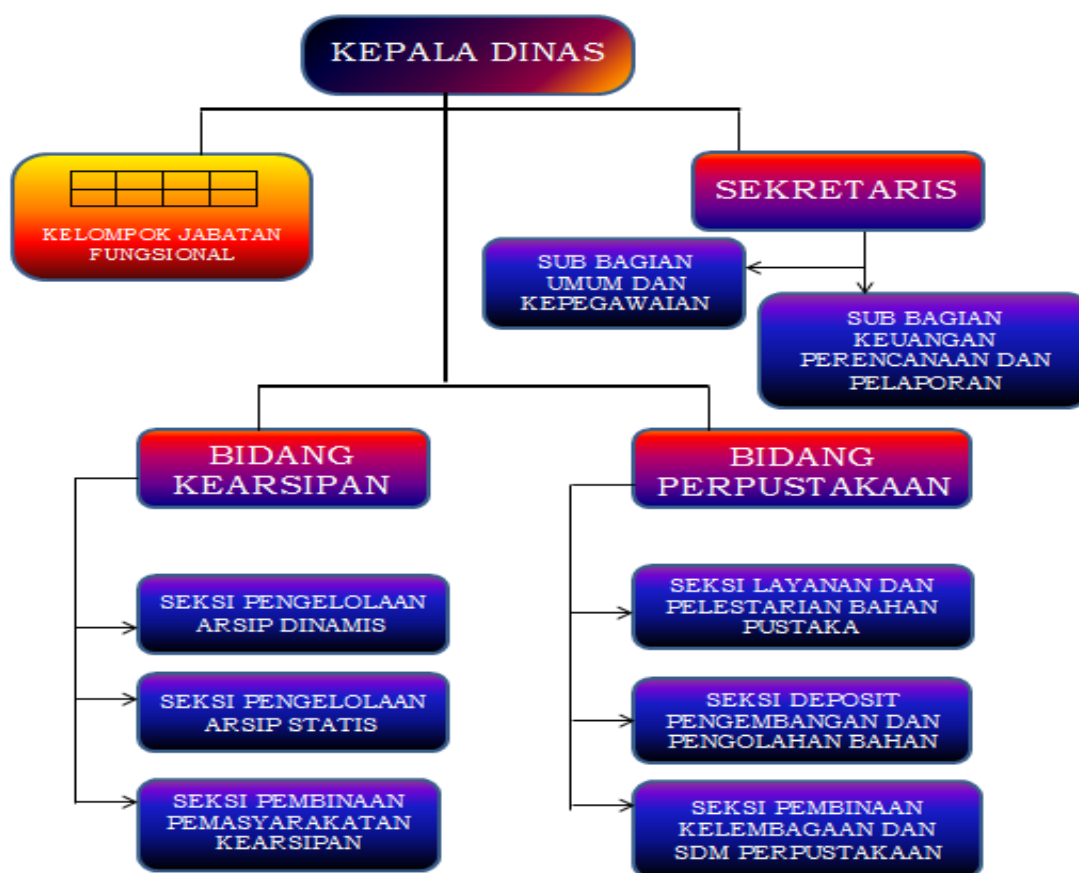 KEPALA DINAS
KELOMPOK JABATAN
FUNGSIONAL
SEKRETARIS
SUB BAGIAN
UMUM DAN
KEPEGAWAIAN
SUB BAGIAN
KEUANGAN
PERENCANAAN DAN
PELAPORAN
BIDANG
KEARSIPAN
SEKSI PENGELOLAAN
ARSIP DINAMIS
SEKSI PENGELOLAAN
ARSIP STATIS
SEKSI PEMBINAAN
PEMASYARAKATAN
KEARSIPAN
BIDANG
PERPUSTAKAAN
SEKSI LAYANAN DAN
PELESTARIAN BAHAN
PUSTAKA
SEKSI DEPOSIT
PENGEMBANGAN DAN
PENGOLAHAN BAHAN
SEKSI PEMBINAAN
KELEMBAGAAN DAN
SDM PERPUSTAKAAN